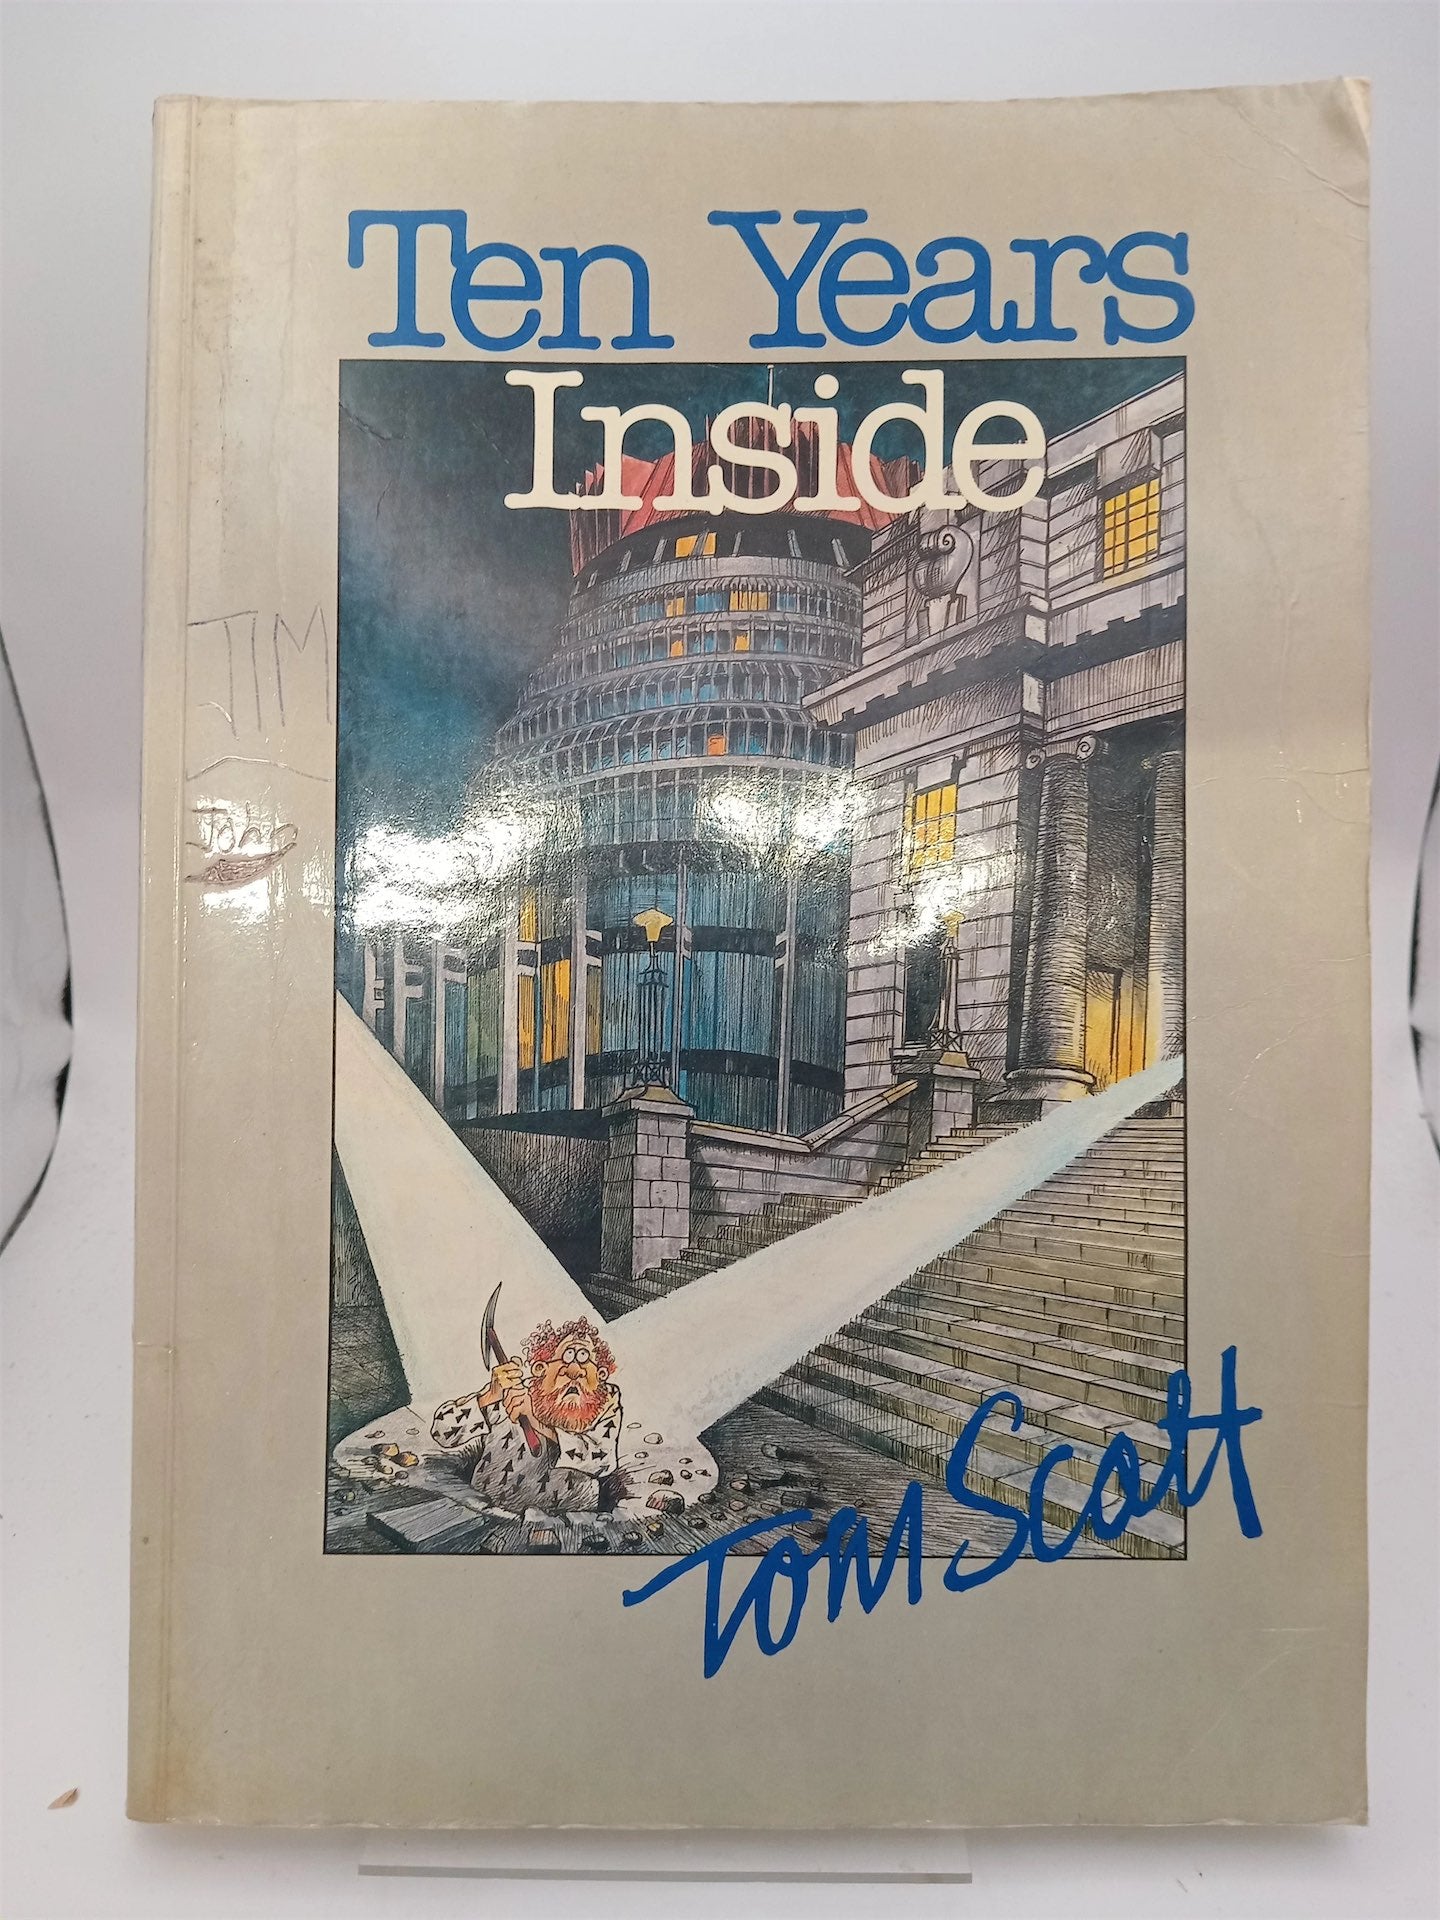 Ten Years
Inside
JIM
John
Tom Scott